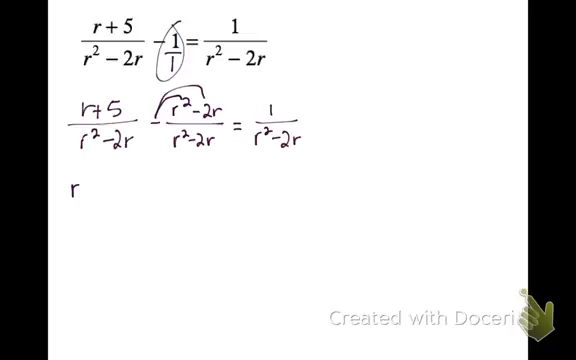 r + 5 / r² − 2r − 1/1 = 1 / r² − 2r
r+5 / r²−2r − r²−2r / r²−2r = 1 / r²−2r
r
Created with Doceri